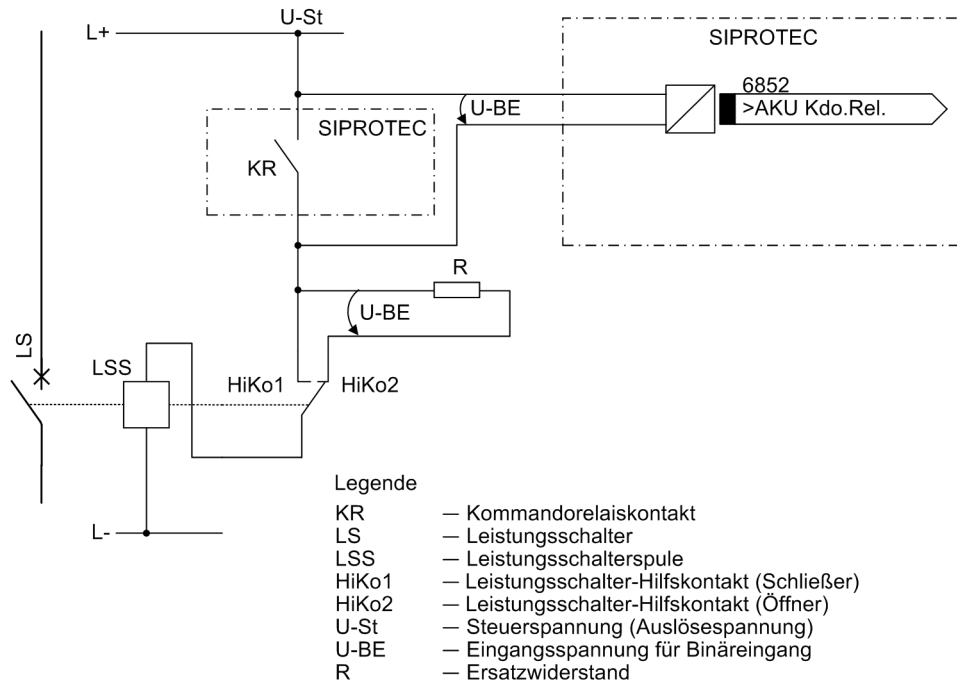 U-St
L+
SIPROTEC
6852
>AKU Kdo.Rel.
U-BE
SIPROTEC
KR
R
U-BE
LS
LSS
HiKo1
HiKo2
L-
Legende
KR — Kommandorelaiskontakt
LS — Leistungsschalter
LSS — Leistungsschalterspule
HiKo1 — Leistungsschalter-Hilfskontakt (Schließer)
HiKo2 — Leistungsschalter-Hilfskontakt (Öffner)
U-St — Steuerspannung (Auslösespannung)
U-BE — Eingangsspannung für Binäreingang
R — Ersatzwiderstand